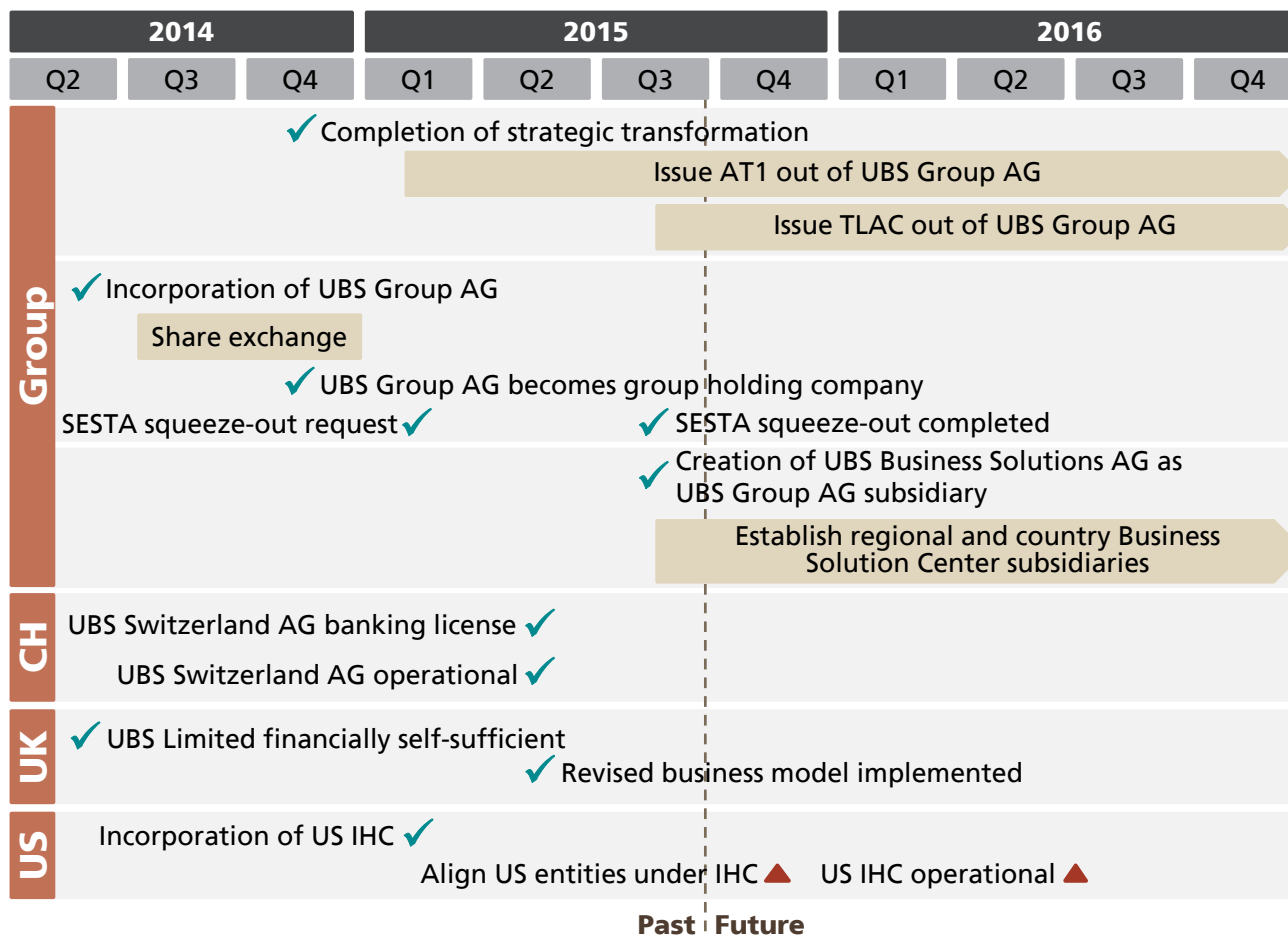 2014 2015 2016
Q2 Q3 Q4 Q1 Q2 Q3 Q4 Q1 Q2 Q3 Q4
Group
Completion of strategic transformation
Issue AT1 out of UBS Group AG
Issue TLAC out of UBS Group AG
Incorporation of UBS Group AG
Share exchange
UBS Group AG becomes group holding company
SESTA squeeze-out request SESTA squeeze-out completed
Creation of UBS Business Solutions AG as
UBS Group AG subsidiary
Establish regional and country Business
Solution Center subsidiaries
CH
UBS Switzerland AG banking license
UBS Switzerland AG operational
UK
UBS Limited financially self-sufficient
Revised business model implemented
US
Incorporation of US IHC
Align US entities under IHC US IHC operational
Past Future